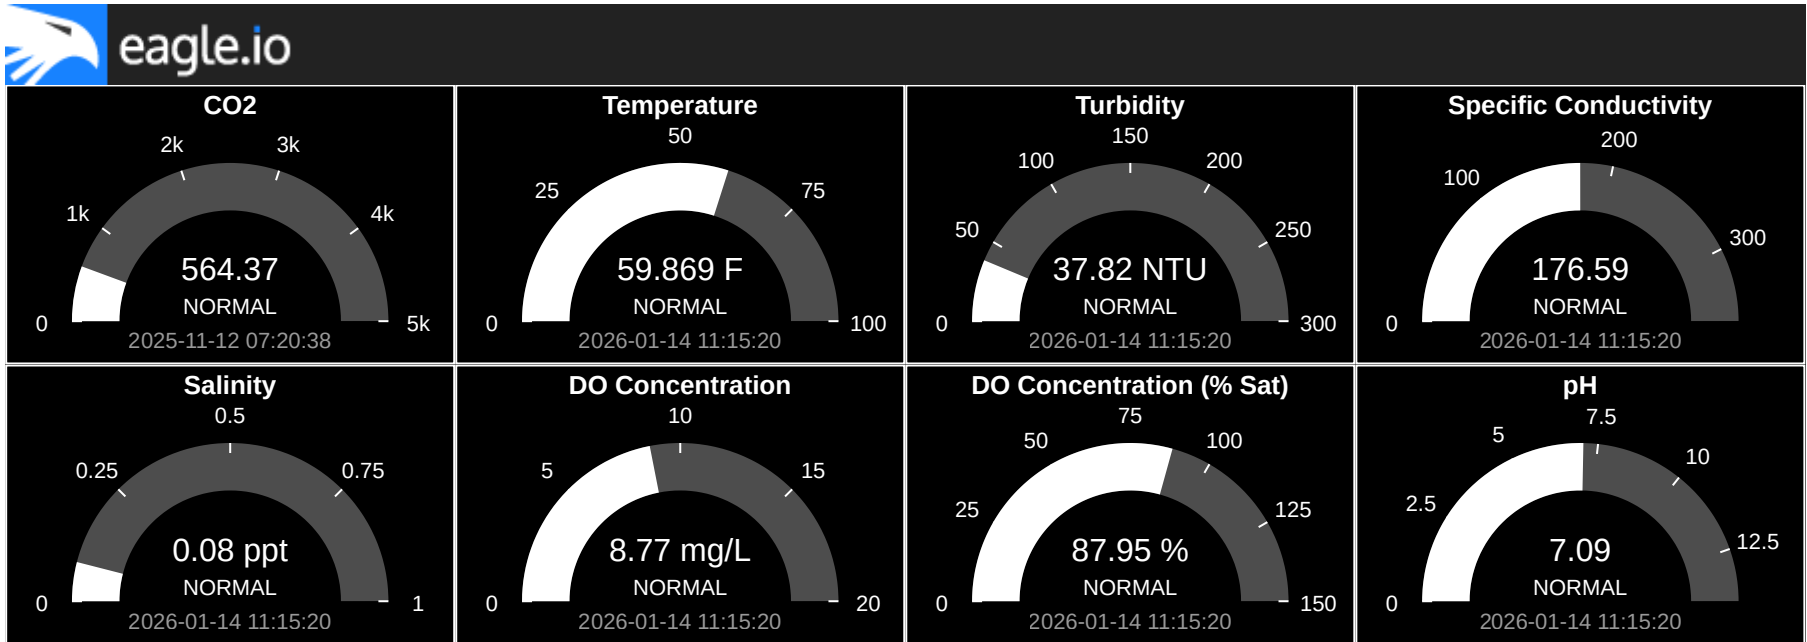 eagle.io
CO2
0
1k
2k
3k
4k
5k
564.37
NORMAL
2025-11-12 07:20:38
Temperature
0
25
50
75
100
59.869 F
NORMAL
2026-01-14 11:15:20
Turbidity
0
50
100
150
200
250
300
37.82 NTU
NORMAL
2026-01-14 11:15:20
Specific Conductivity
0
100
200
300
176.59
NORMAL
2026-01-14 11:15:20
Salinity
0
0.25
0.5
0.75
1
0.08 ppt
NORMAL
2026-01-14 11:15:20
DO Concentration
0
5
10
15
20
8.77 mg/L
NORMAL
2026-01-14 11:15:20
DO Concentration (% Sat)
0
25
50
75
100
125
150
87.95 %
NORMAL
2026-01-14 11:15:20
pH
0
2.5
5
7.5
10
12.5
7.09
NORMAL
2026-01-14 11:15:20